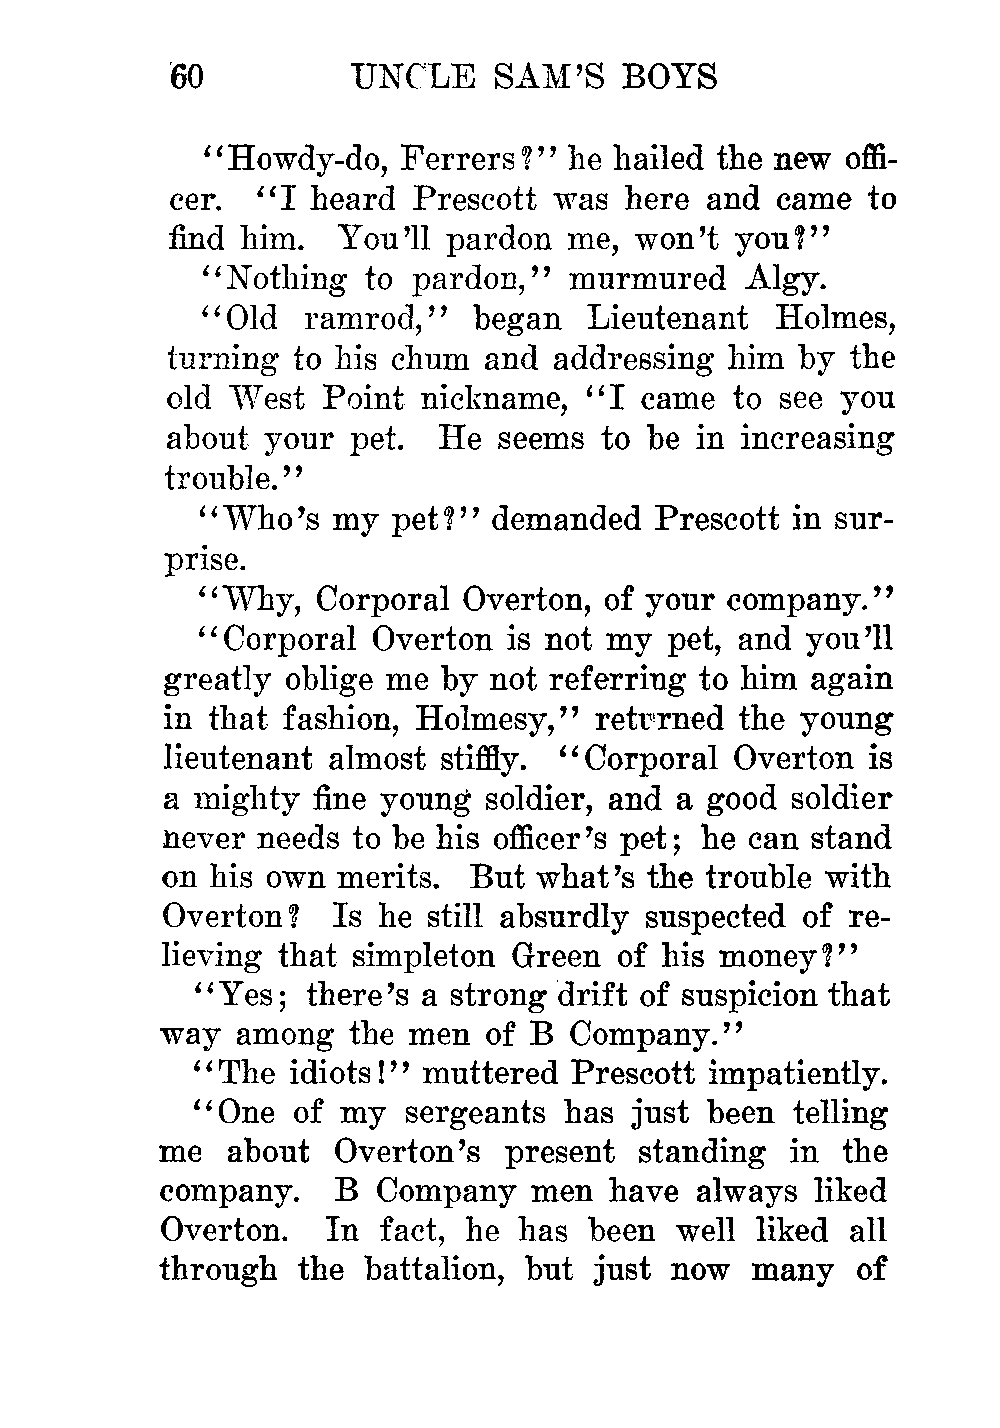 60 UNCLE SAM'S BOYS
"Howdy-do, Ferrers?" he hailed the new offi-
cer. "I heard Prescott was here and came to
find him. You'll pardon me, won't you?"
"Nothing to pardon," murmured Algy.
"Old ramrod," began Lieutenant Holmes,
turning to his chum and addressing him by the
old West Point nickname, "I came to see you
about your pet. He seems to be in increasing
trouble."
"Who's my pet?" demanded Prescott in sur-
prise.
"Why, Corporal Overton, of your company."
"Corporal Overton is not my pet, and you'll
greatly oblige me by not referring to him again
in that fashion, Holmesy," returned the young
lieutenant almost stiffly. "Corporal Overton is
a mighty fine young soldier, and a good soldier
never needs to be his officer's pet; he can stand
on his own merits. But what's the trouble with
Overton? Is he still absurdly suspected of re-
lieving that simpleton Green of his money?"
"Yes; there's a strong drift of suspicion that
way among the men of B Company."
"The idiots!" muttered Prescott impatiently.
"One of my sergeants has just been telling
me about Overton's present standing in the
company. B Company men have always liked
Overton. In fact, he has been well liked all
through the battalion, but just now many of